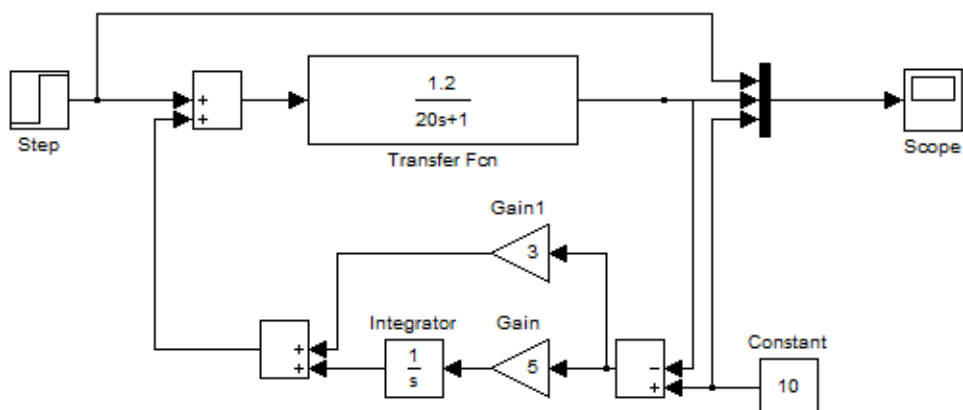 Step
+
+
1.2
20s+1
Transfer Fcn
Scope
Gain1
3
+
+
Integrator
1
s
Gain
5
−
+
Constant
10